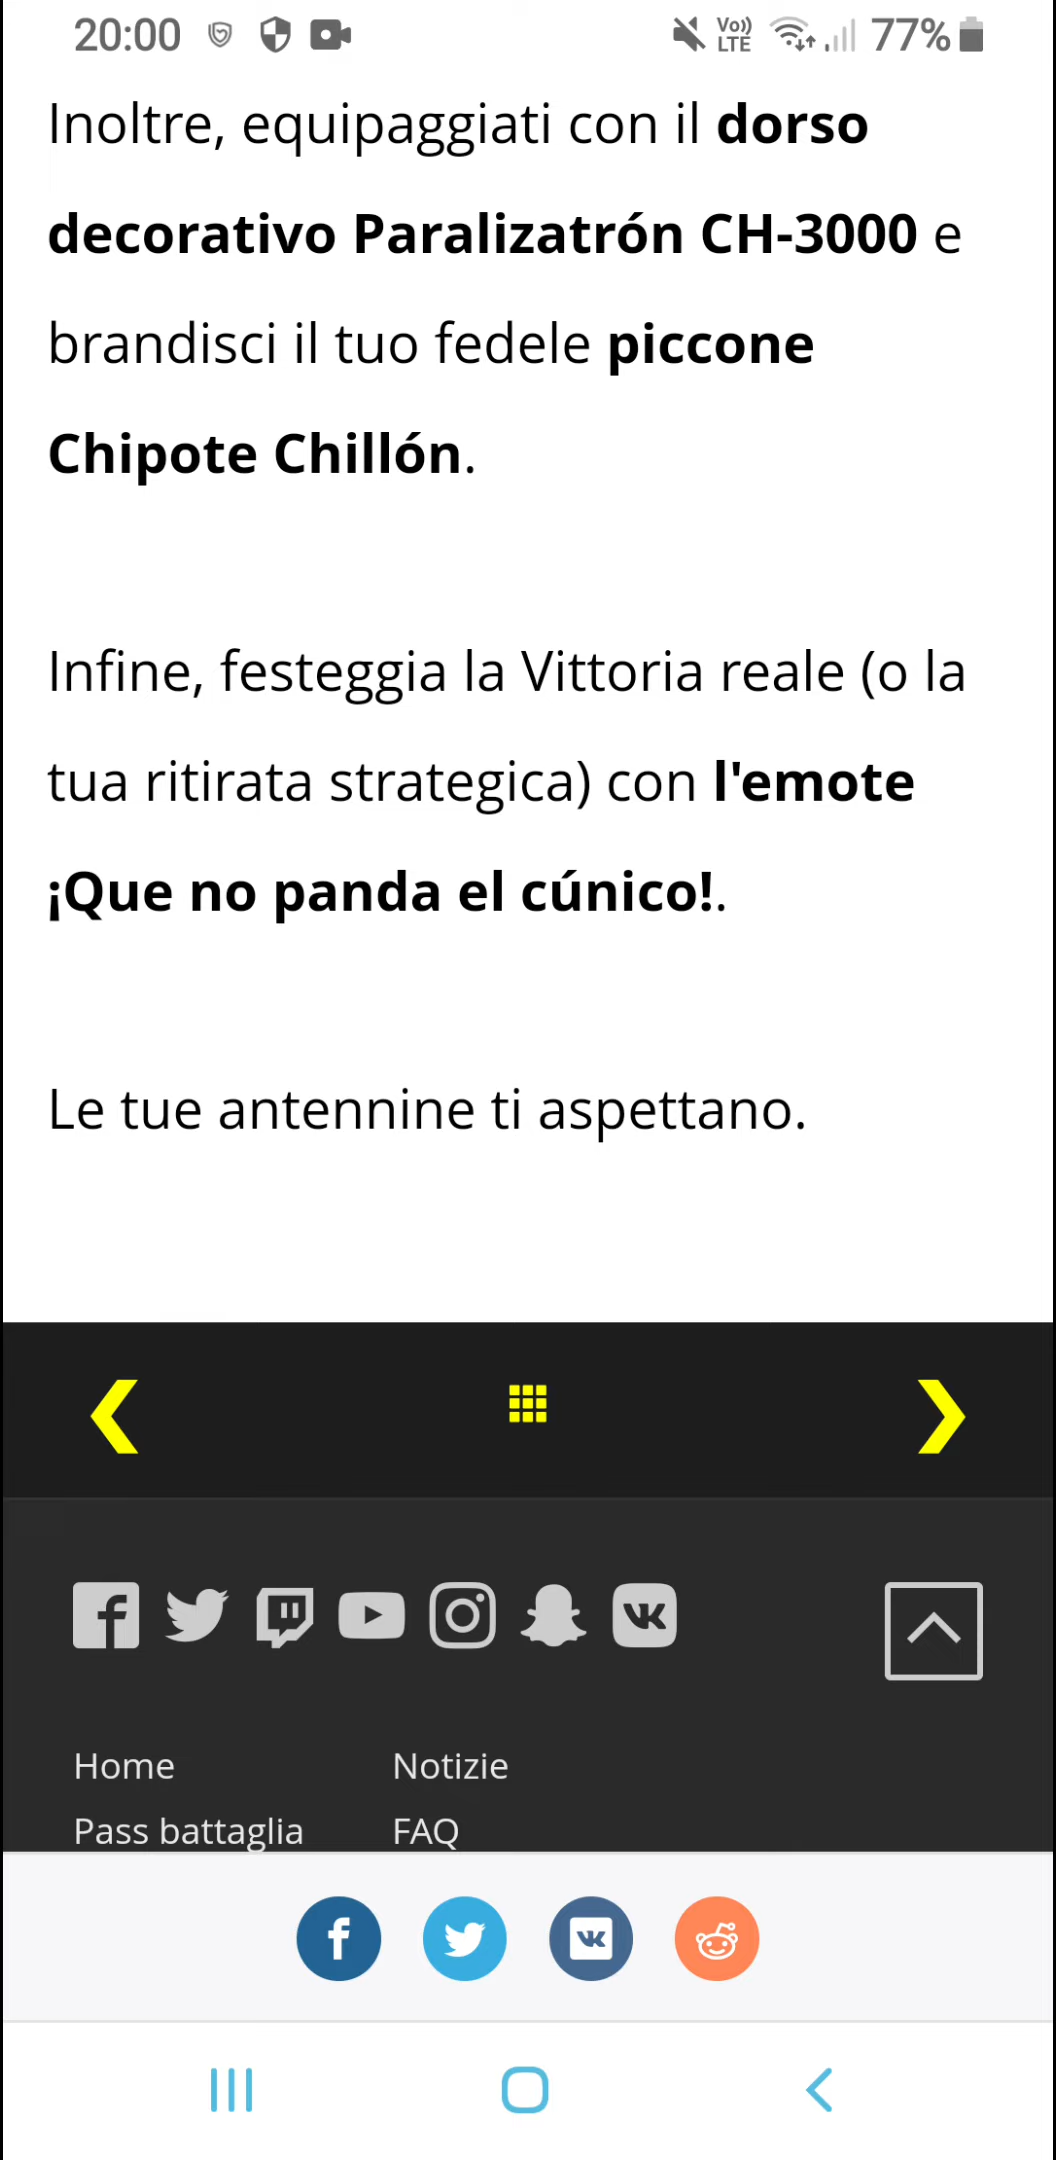 20:00 Vo)) LTE 77%
Inoltre, equipaggiati con il dorso
decorativo Paralizatrón CH-3000 e
brandisci il tuo fedele piccone
Chipote Chillón.
Infine, festeggia la Vittoria reale (o la
tua ritirata strategica) con l'emote
¡Que no panda el cúnico!.
Le tue antennine ti aspettano.
Home Notizie
Pass battaglia FAQ